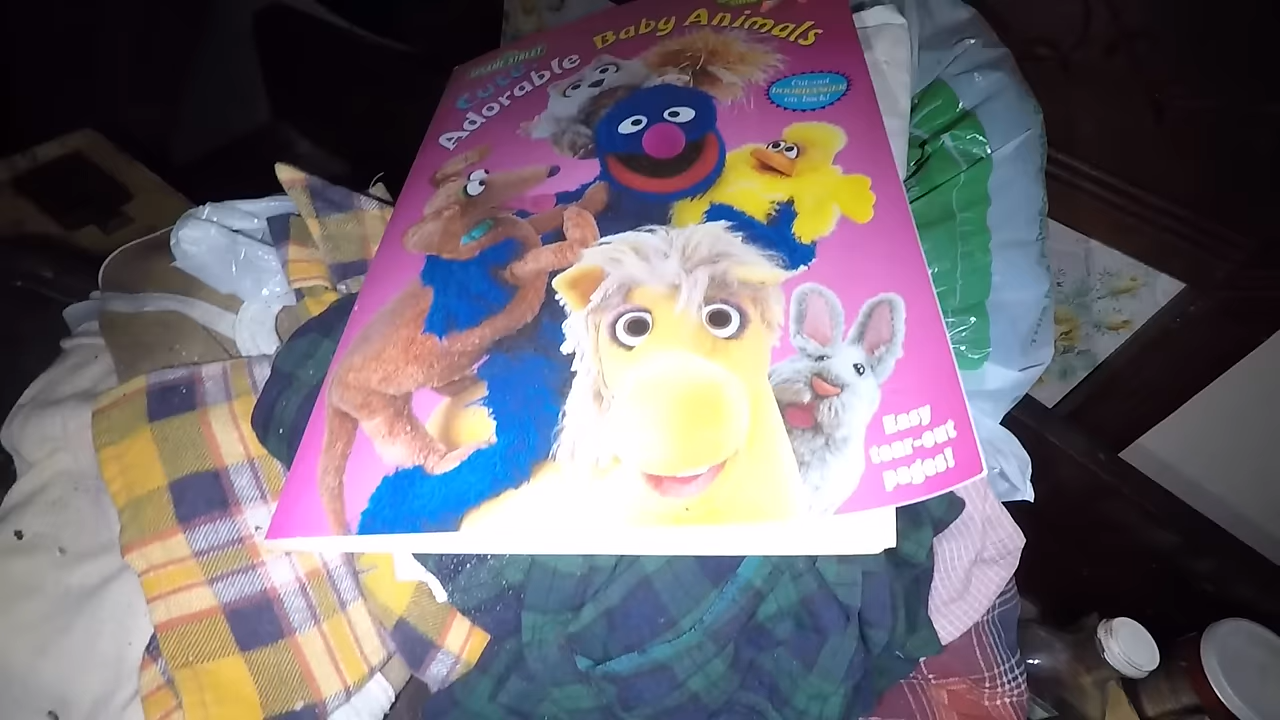 SESAME STREET
Cute,
Adorable
Baby Animals
Cut-out
DOORHANGER
on back!
Easy
tear-out
pages!